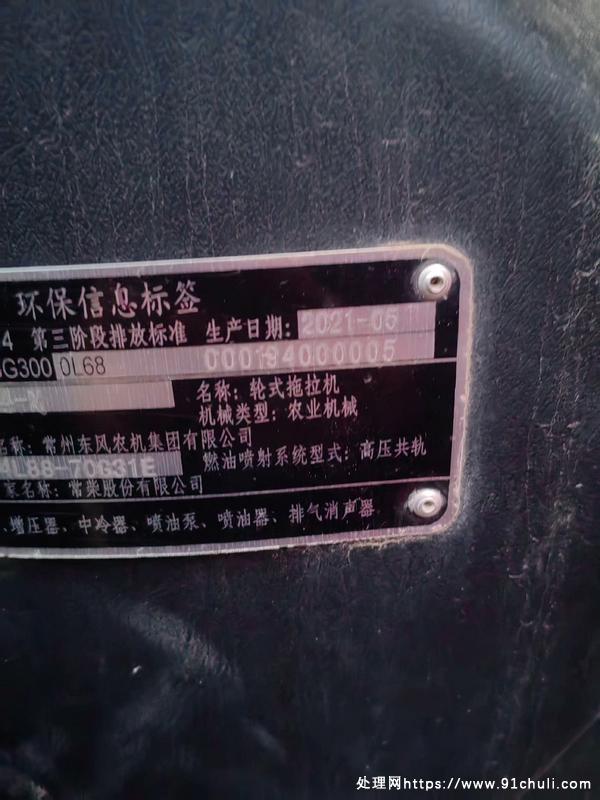 环保信息标签
4 第三阶段排放标准 生产日期: 2021-05
G300 0L68 000194000005
名称: 轮式拖拉机
机械类型: 农业机械
名称: 常州东风农机集团有限公司
4L88-70G31E 燃油喷射系统型式: 高压共轨
家名称: 常柴股份有限公司
、增压器、中冷器、喷油泵、喷油器、排气消声器
处理网https://www.91chuli.com/